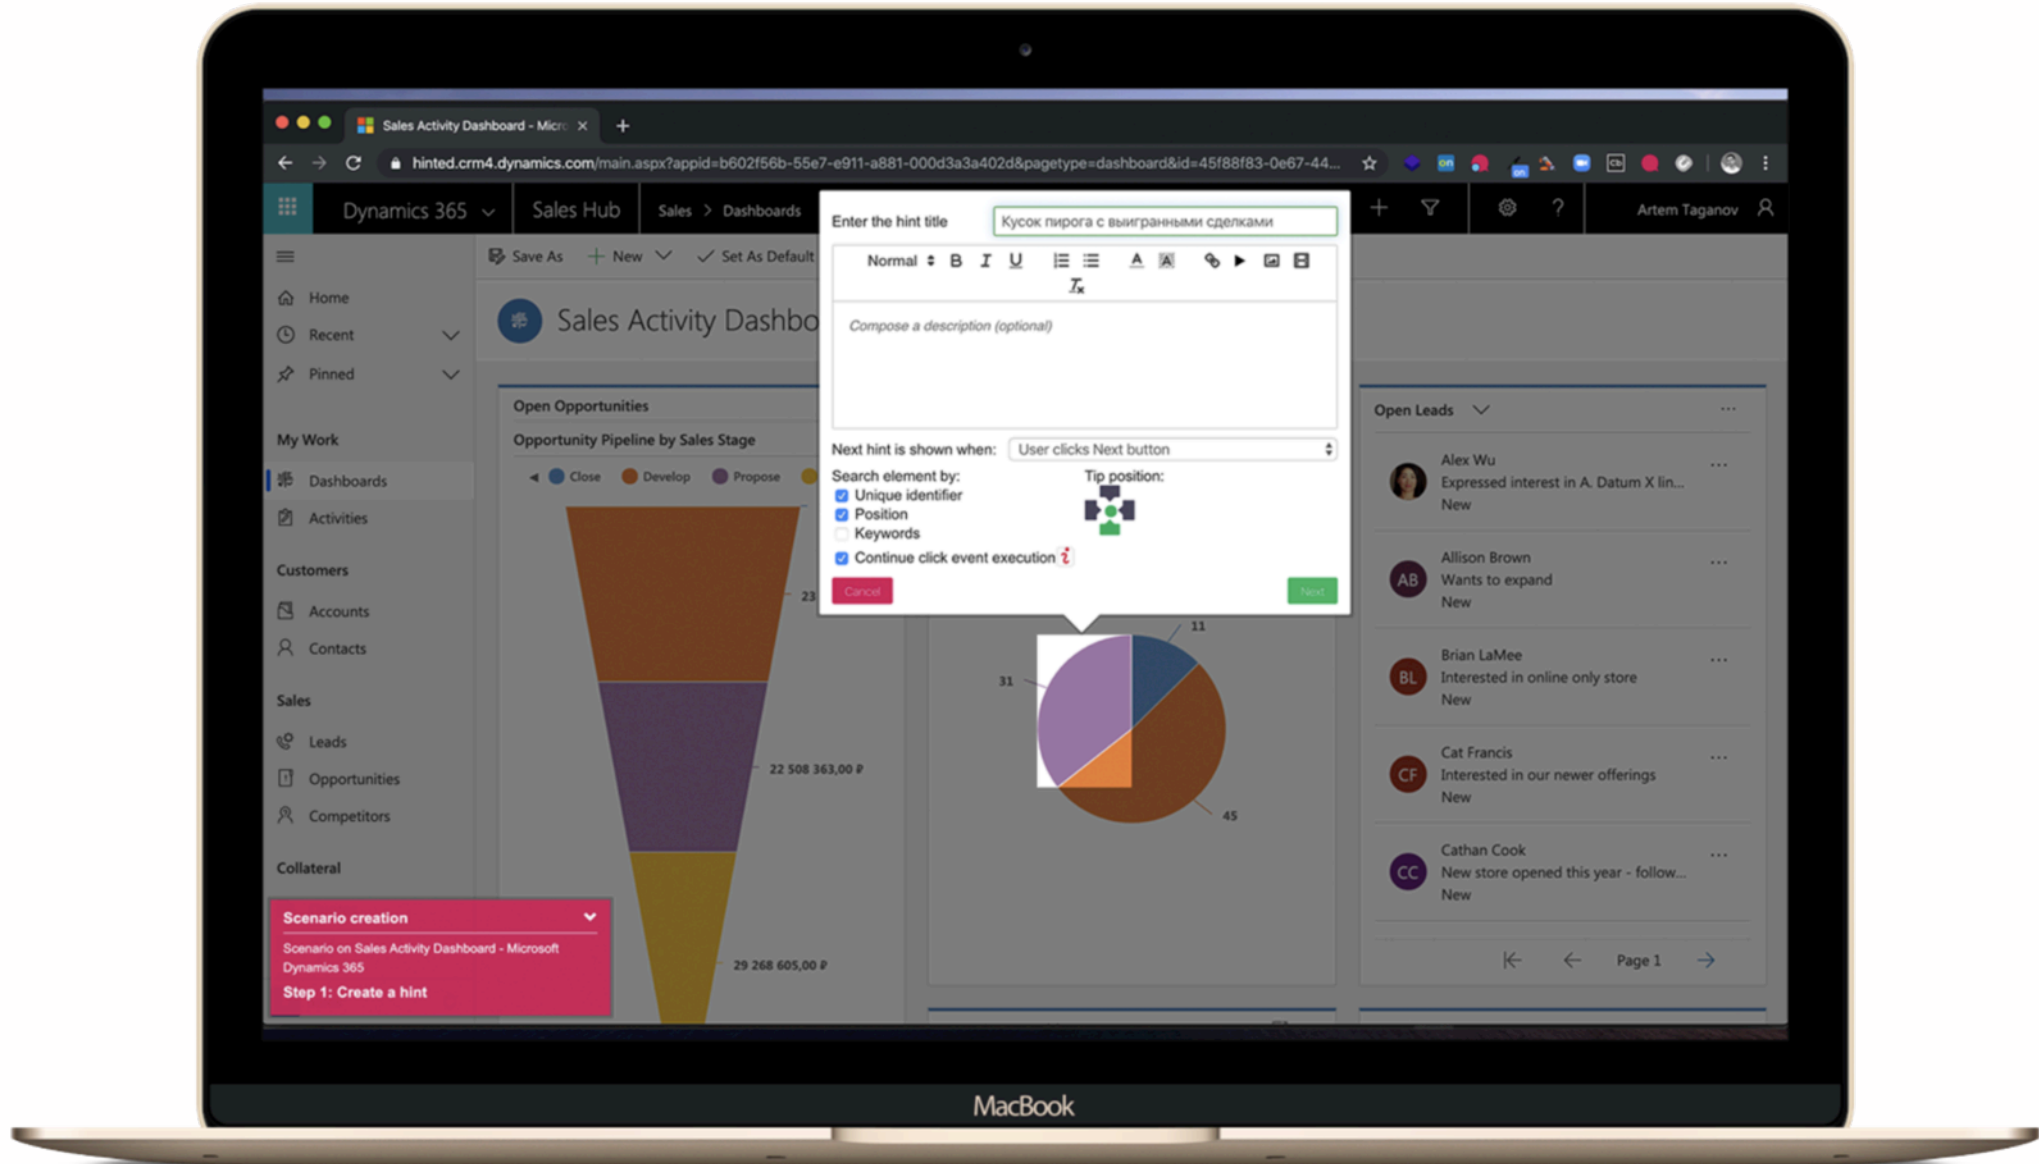 Sales Activity Dashboard - Micro
hinted.crm4.dynamics.com/main.aspx?appid=b602f56b-55e7-e911-a881-000d3a3a402d&pagetype=dashboard&id=45f88f83-0e67-44...
on
Cb
on
Dynamics 365
Sales Hub
Sales > Dashboards
Artem Taganov
Enter the hint title
Кусок пирога с выигранными сделками
Normal B I U
Compose a description (optional)
Next hint is shown when:
User clicks Next button
Search element by:
Unique identifier
Position
Keywords
Continue click event execution
Tip position:
Cancel
Next
Save As
New
Set As Default
Home
Recent
Pinned
My Work
Dashboards
Activities
Customers
Accounts
Contacts
Sales
Leads
Opportunities
Competitors
Collateral
Sales Activity Dashbo
Open Opportunities
Opportunity Pipeline by Sales Stage
Close Develop Propose
23
22 508 363,00 ₽
29 268 605,00 ₽
11
31
45
Open Leads
Alex Wu
Expressed interest in A. Datum X lin...
New
AB
Allison Brown
Wants to expand
New
BL
Brian LaMee
Interested in online only store
New
CF
Cat Francis
Interested in our newer offerings
New
CC
Cathan Cook
New store opened this year - follow...
New
Page 1
Scenario creation
Scenario on Sales Activity Dashboard - Microsoft
Dynamics 365
Step 1: Create a hint
MacBook